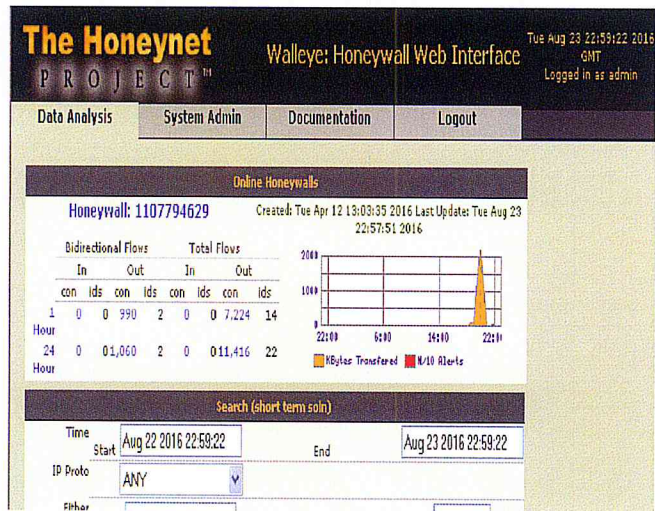 The Honeynet
PROJECT™
Walleye: Honeywall Web Interface
Tue Aug 23 22:59:22 2016
GMT
Logged in as admin
Data Analysis System Admin Documentation Logout
Online Honeywalls
Honeywall: 1107794629
Created: Tue Apr 12 13:03:35 2016 Last Update: Tue Aug 23
22:57:51 2016
Bidirectional Flows Total Flows
In Out In Out
con ids con ids con ids con ids
1 0 0 990 2 0 0 7,224 14
Hour
24 0 0 1,060 2 0 0 11,416 22
Hour
2000
1000
0
22:00 6:00 14:00 22:00
KBytes Transfered N/10 Alerts
Search (short term soln)
Time
Start Aug 22 2016 22:59:22 End Aug 23 2016 22:59:22
IP Proto
ANY
Either